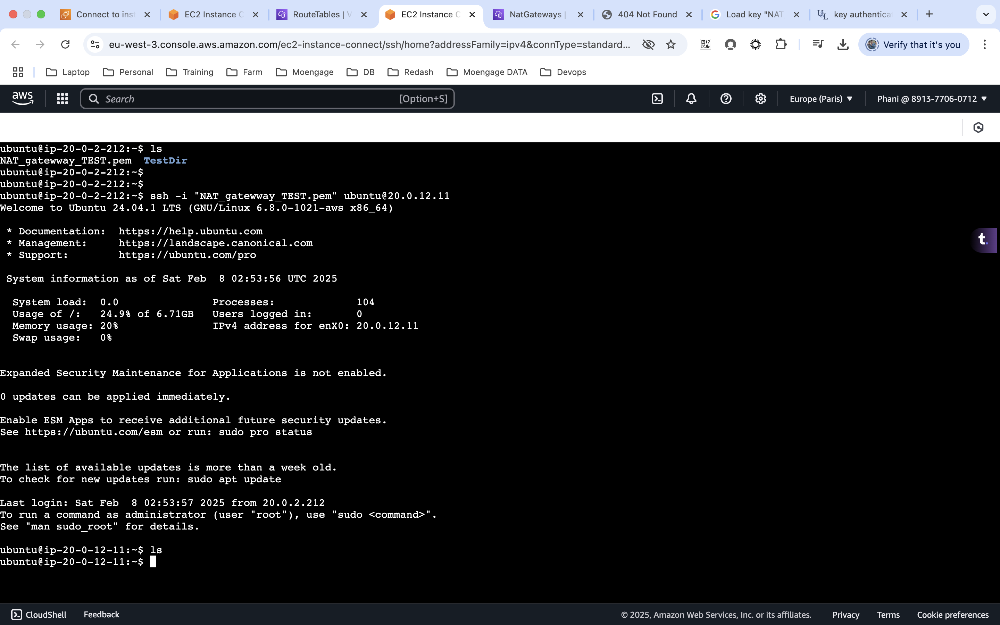 Connect to inst
EC2 Instance C
RouteTables | V
EC2 Instance C
NatGateways |
404 Not Found
Load key "NAT
key authentica
eu-west-3.console.aws.amazon.com/ec2-instance-connect/ssh/home?addressFamily=ipv4&connType=standard...
Verify that it's you
Laptop
Personal
Training
Farm
Moengage
DB
Redash
Moengage DATA
Devops
aws
Search
[Option+S]
Europe (Paris)
Phani @ 8913-7706-0712
ubuntu@ip-20-0-2-212:~$ ls
NAT_gatewway_TEST.pem  TestDir
ubuntu@ip-20-0-2-212:~$
ubuntu@ip-20-0-2-212:~$
ubuntu@ip-20-0-2-212:~$ ssh -i "NAT_gatewway_TEST.pem" ubuntu@20.0.12.11
Welcome to Ubuntu 24.04.1 LTS (GNU/Linux 6.8.0-1021-aws x86_64)
* Documentation:  https://help.ubuntu.com
* Management:     https://landscape.canonical.com
* Support:        https://ubuntu.com/pro
System information as of Sat Feb  8 02:53:56 UTC 2025
System load:  0.0               Processes:             104
Usage of /:   24.9% of 6.71GB   Users logged in:       0
Memory usage: 20%               IPv4 address for enX0: 20.0.12.11
Swap usage:   0%
Expanded Security Maintenance for Applications is not enabled.
0 updates can be applied immediately.
Enable ESM Apps to receive additional future security updates.
See https://ubuntu.com/esm or run: sudo pro status
The list of available updates is more than a week old.
To check for new updates run: sudo apt update
Last login: Sat Feb  8 02:53:57 2025 from 20.0.2.212
To run a command as administrator (user "root"), use "sudo <command>".
See "man sudo_root" for details.
ubuntu@ip-20-0-12-11:~$ ls
ubuntu@ip-20-0-12-11:~$
t.
CloudShell
Feedback
© 2025, Amazon Web Services, Inc. or its affiliates.
Privacy
Terms
Cookie preferences